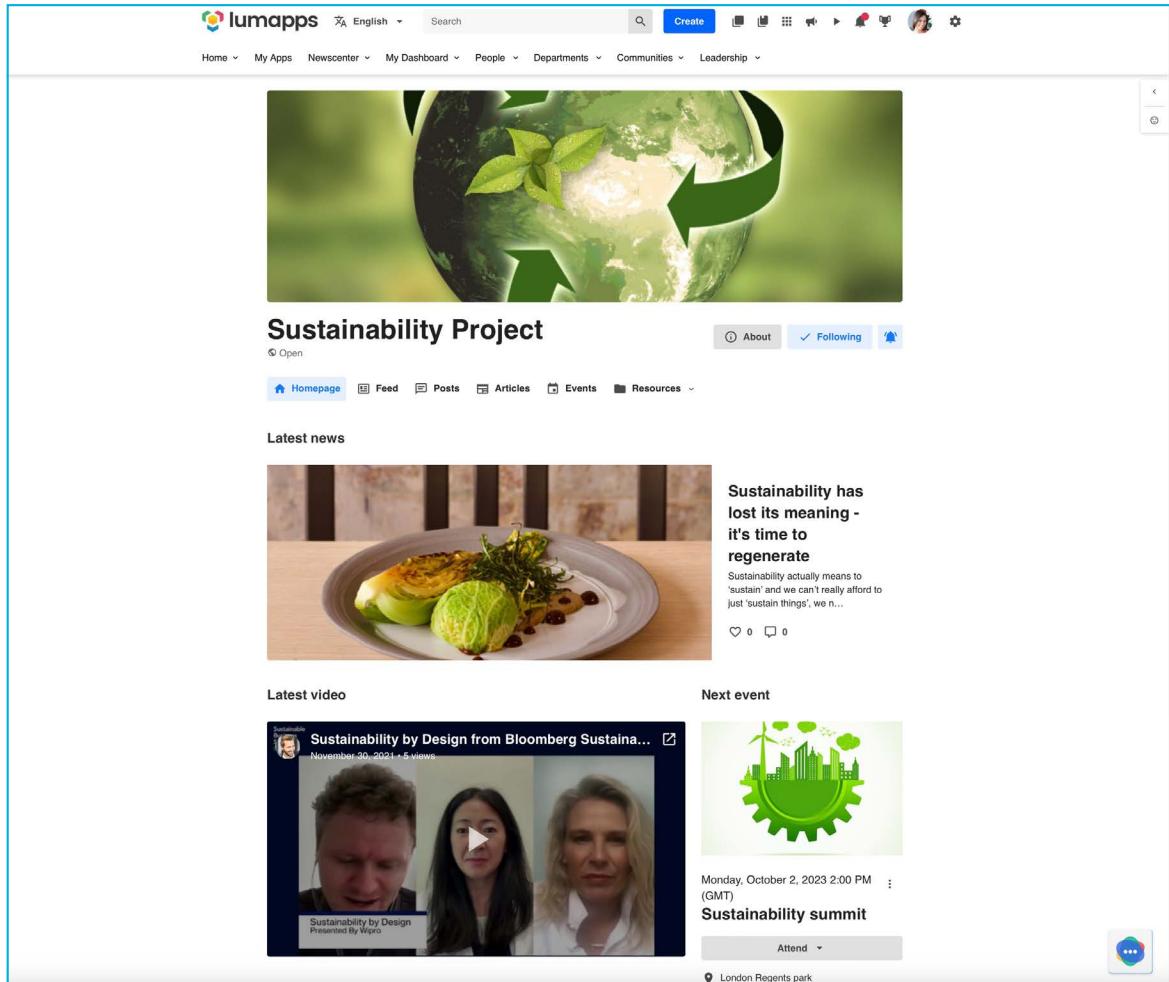 lumapps English Search Create
Home My Apps Newscenter My Dashboard People Departments Communities Leadership
Sustainability Project
Open
About Following
Homepage Feed Posts Articles Events Resources
Latest news
Sustainability has
lost its meaning -
it's time to
regenerate
Sustainability actually means to
‘sustain’ and we can’t really afford to
just ‘sustain things’, we n...
0 0
Latest video
Sustainable
Sustainability by Design from Bloomberg Sustaina...
November 30, 2021 • 5 views
Sustainability by Design
Presented By Wipro
Next event
Monday, October 2, 2023 2:00 PM
(GMT)
Sustainability summit
Attend
London Regents park